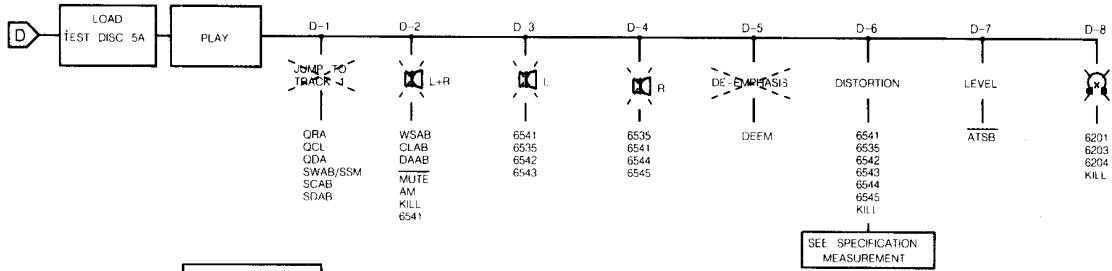 D
LOAD
TEST DISC 5A
PLAY
D-1
JUMP TO
TRACK 1
QRA
QCL
QDA
SWAB/SSM
SCAB
SDAB
D-2
L+R
WSAB
CLAB
DAAB
MUTE
AM
KILL
6541
D 3
L
6541
6535
6542
6543
D-4
R
6535
6541
6544
6545
D-5
DE-EMPHASIS
DEEM
D-6
DISTORTION
6541
6535
6542
6543
6544
6545
KILL
SEE SPECIFICATION
MEASUREMENT
D-7
LEVEL
ATSB
D-8
6201
6203
6204
KILL